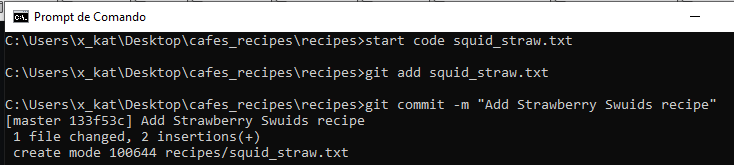 Prompt de Comando
C:\Users\x_kat\Desktop\cafes_recipes\recipes>start code squid_straw.txt
C:\Users\x_kat\Desktop\cafes_recipes\recipes>git add squid_straw.txt
C:\Users\x_kat\Desktop\cafes_recipes\recipes>git commit -m "Add Strawberry Swuids recipe"
[master 133f53c] Add Strawberry Swuids recipe
 1 file changed, 2 insertions(+)
 create mode 100644 recipes/squid_straw.txt